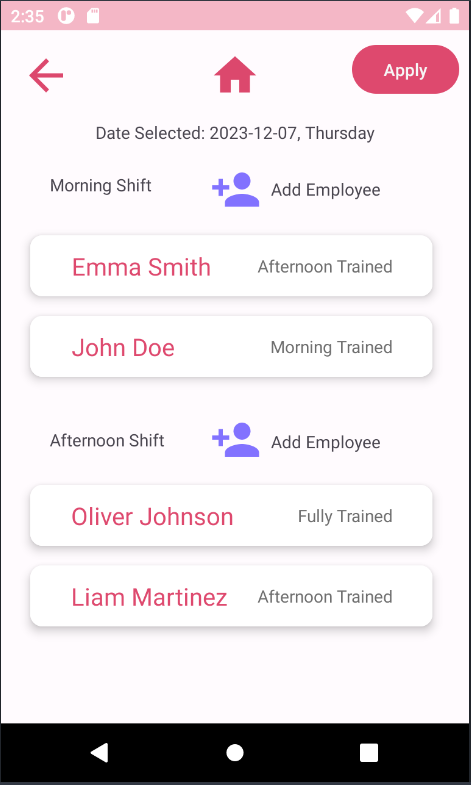 2:35
Apply
Date Selected: 2023-12-07, Thursday
Morning Shift
Add Employee
Emma Smith
Afternoon Trained
John Doe
Morning Trained
Afternoon Shift
Add Employee
Oliver Johnson
Fully Trained
Liam Martinez
Afternoon Trained